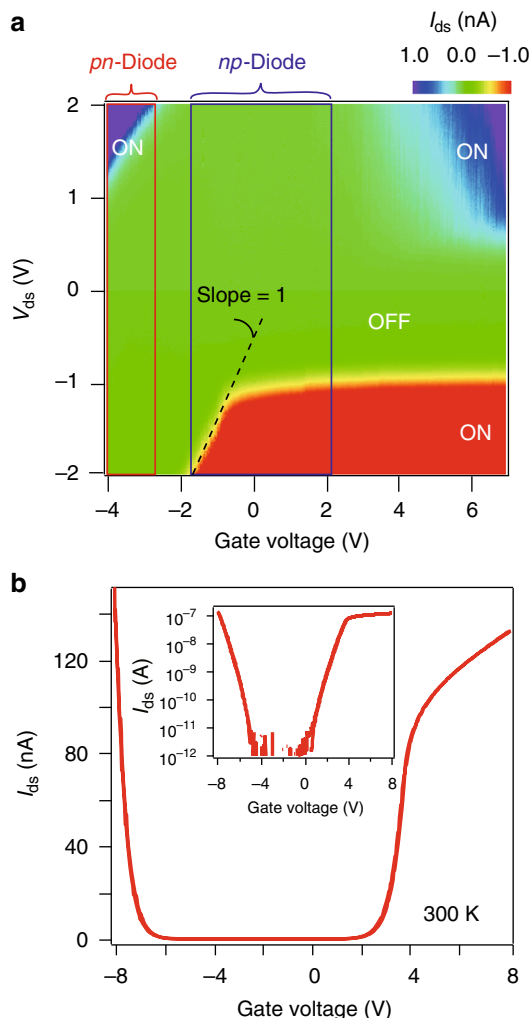 a
I_ds (nA)
pn-Diode
np-Diode
1.0 0.0 −1.0
2
1
0
−1
−2
V_ds (V)
ON
ON
Slope = 1
OFF
ON
−4 −2 0 2 4 6
Gate voltage (V)
b
120
80
40
0
I_ds (nA)
10⁻⁷
10⁻⁸
10⁻⁹
10⁻¹⁰
10⁻¹¹
10⁻¹²
I_ds (A)
−8 −4 0 4 8
Gate voltage (V)
300 K
−8 −4 0 4 8
Gate voltage (V)